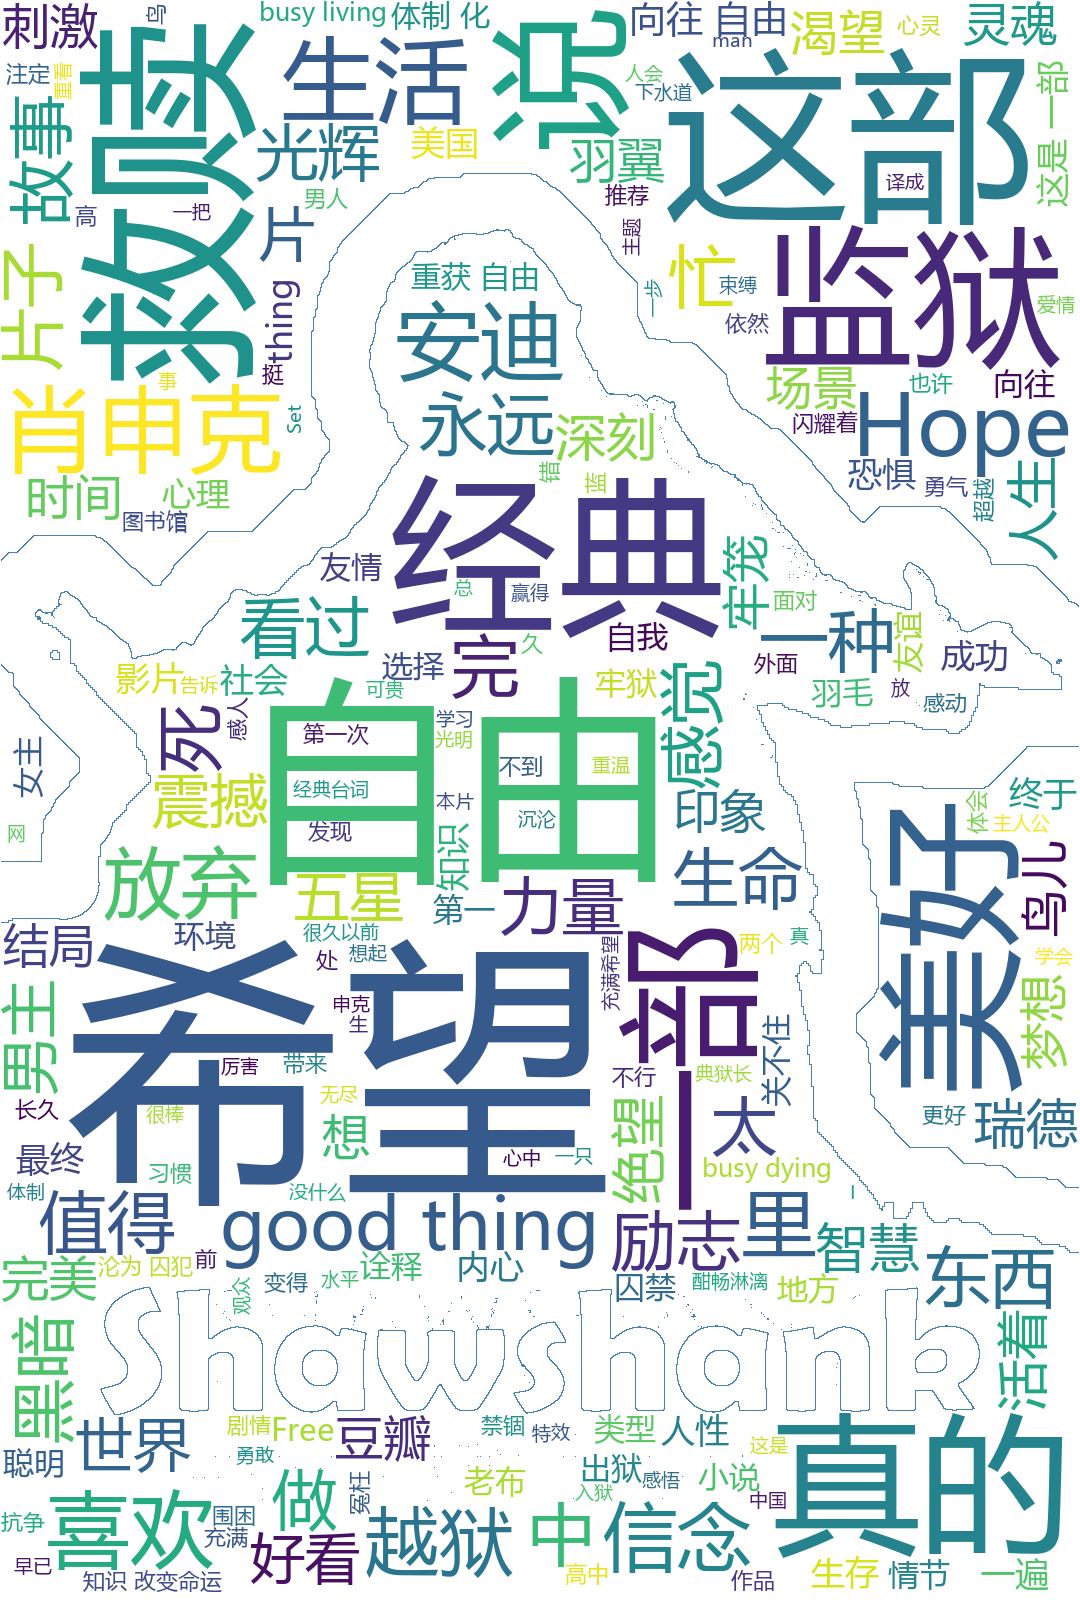 刺激
鸟
busy living
体制 化
向往 自由
man
渴望
心灵
灵魂
注定
重看
救赎
生活
说
人会
下水道
这部
一部
这是
故事
光辉
美国
羽翼
译成
高
一把
男人
推荐
主题
片
监狱
片子
thing
重获 自由
忙
束缚
一步
依然
爱情
安迪
挺
事
场景
也许
向往
肖申克
Set
永远
深刻
闪耀着
Hope
时间
心理
图书馆
错
监
恐惧
勇气
超越
人生
经典
友情
总
赢得
牢笼
面对
看过
选择
完
久
自我
一种
外面
友谊
成功
影片
告诉
社会
可贵
牢狱
羽毛
放
感动
死
感人
自由
第一次
学习
光明
不到
重温
感觉
女主
震撼
经典台词
本片
沉沦
印象
体会
终于
网
发现
知识
主人公
美好
放弃
五星
第一
力量
生命
鸟儿
结局
环境
很久以前
想起
处
充满希望
一部
两个
真
学会
希望
男主
申克
生
关不住
梦想
厉害
带来
不行
典狱长
长久
很棒
无尽
想
绝望
太
更好
瑞德
最终
习惯
心中
一只
busy dying
体制
没什么
I
值得
good thing
励志
里
智慧
完美
沦为 囚犯
前
观众
变得
水平
诠释
内心
囚禁
酣畅淋漓
地方
东西
Shawshank
黑暗
活着
世界
剧情
Free
豆瓣
禁锢
特效
类型
人性
这是
真的
聪明
勇敢
冤枉
老布
出狱
感悟
小说
入狱
中国
抗争
喜欢
围困
充满
做
越狱
中
信念
早已
知识 改变命运
好看
高中
作品
生存
情节
一遍